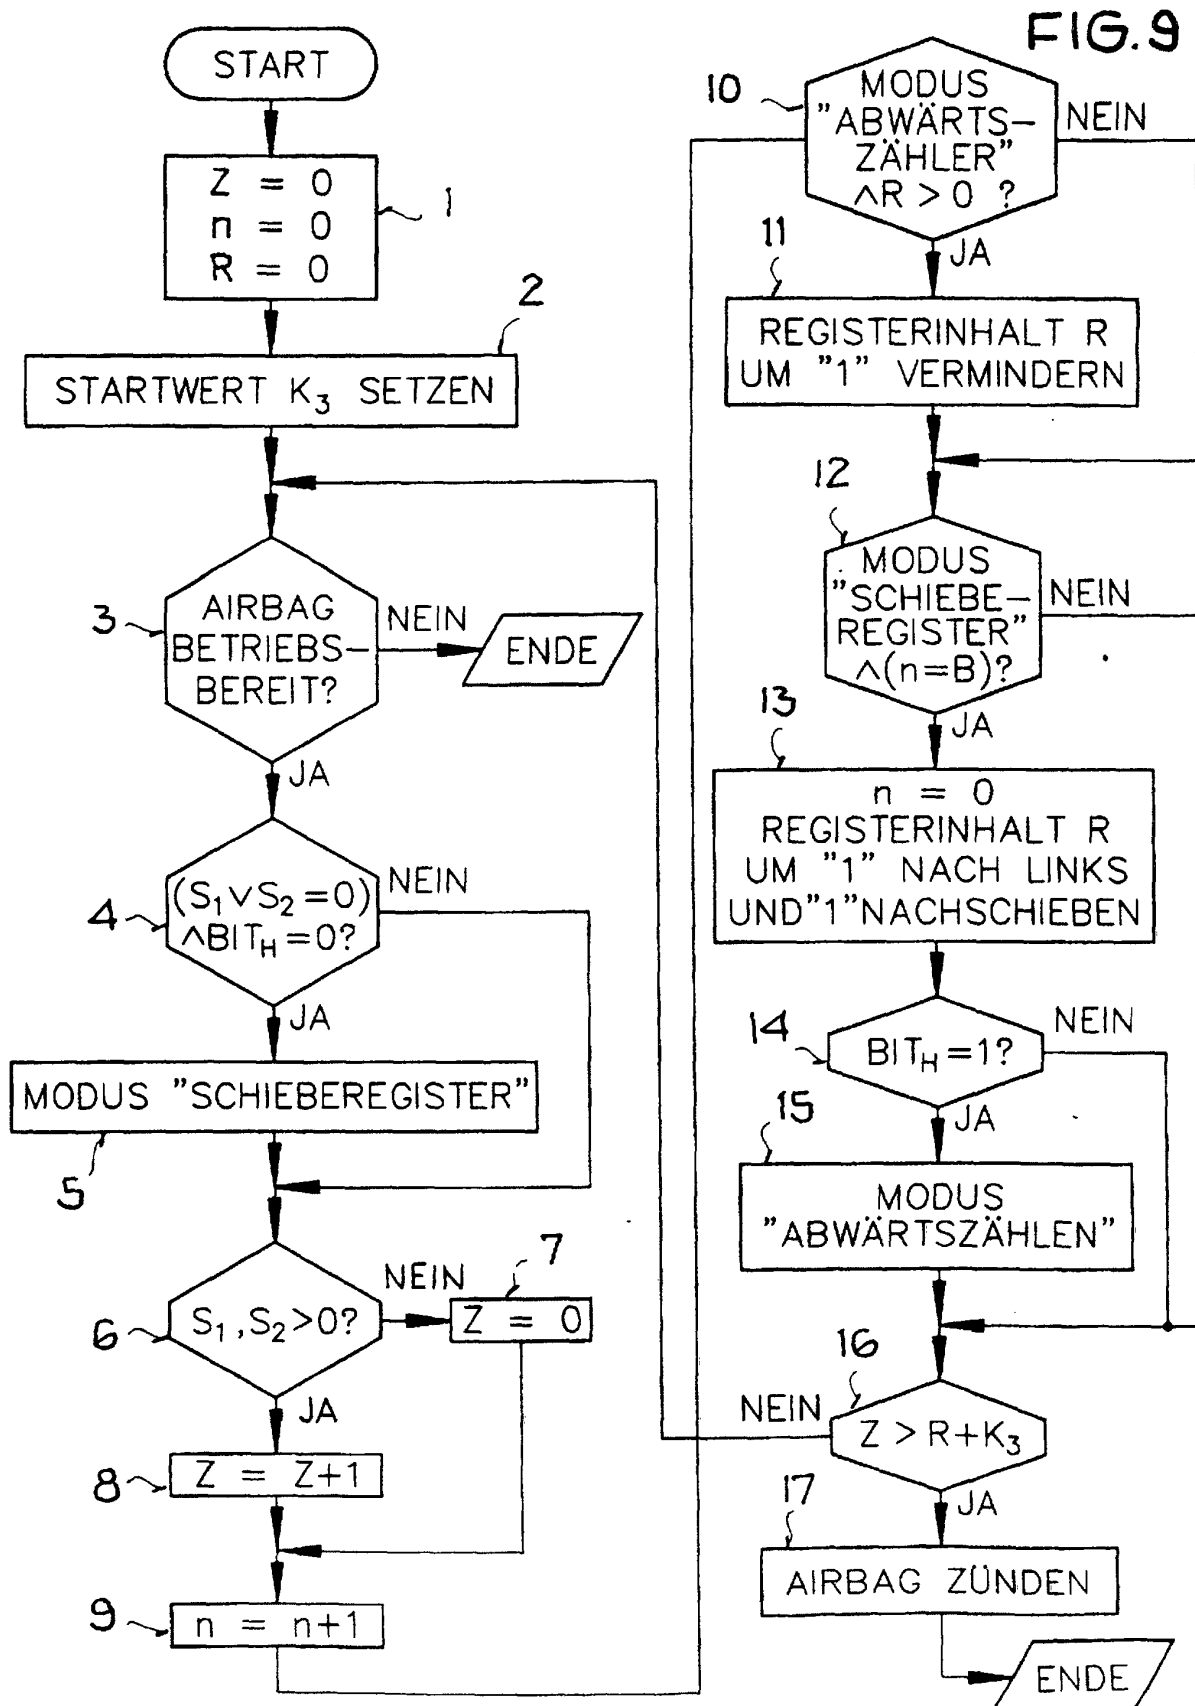 FIG.9
START
Z = 0
n = 0
R = 0
1
2
STARTWERT K₃ SETZEN
3
AIRBAG
BETRIEBS-
BEREIT?
NEIN
ENDE
JA
4
(S₁ ∨ S₂ = 0)
∧BIT_H = 0?
NEIN
JA
MODUS "SCHIEBEREGISTER"
5
6
S₁, S₂ > 0?
NEIN
7
Z = 0
JA
8
Z = Z+1
9
n = n+1
10
MODUS
"ABWÄRTS-
ZÄHLER"
∧R > 0 ?
NEIN
JA
11
REGISTERINHALT R
UM "1" VERMINDERN
12
MODUS
"SCHIEBE-
REGISTER"
∧(n=B)?
NEIN
JA
13
n = 0
REGISTERINHALT R
UM "1" NACH LINKS
UND "1" NACHSCHIEBEN
14
BIT_H = 1?
NEIN
JA
15
MODUS
"ABWÄRTSZÄHLEN"
16
Z > R+K₃
NEIN
JA
17
AIRBAG ZÜNDEN
ENDE